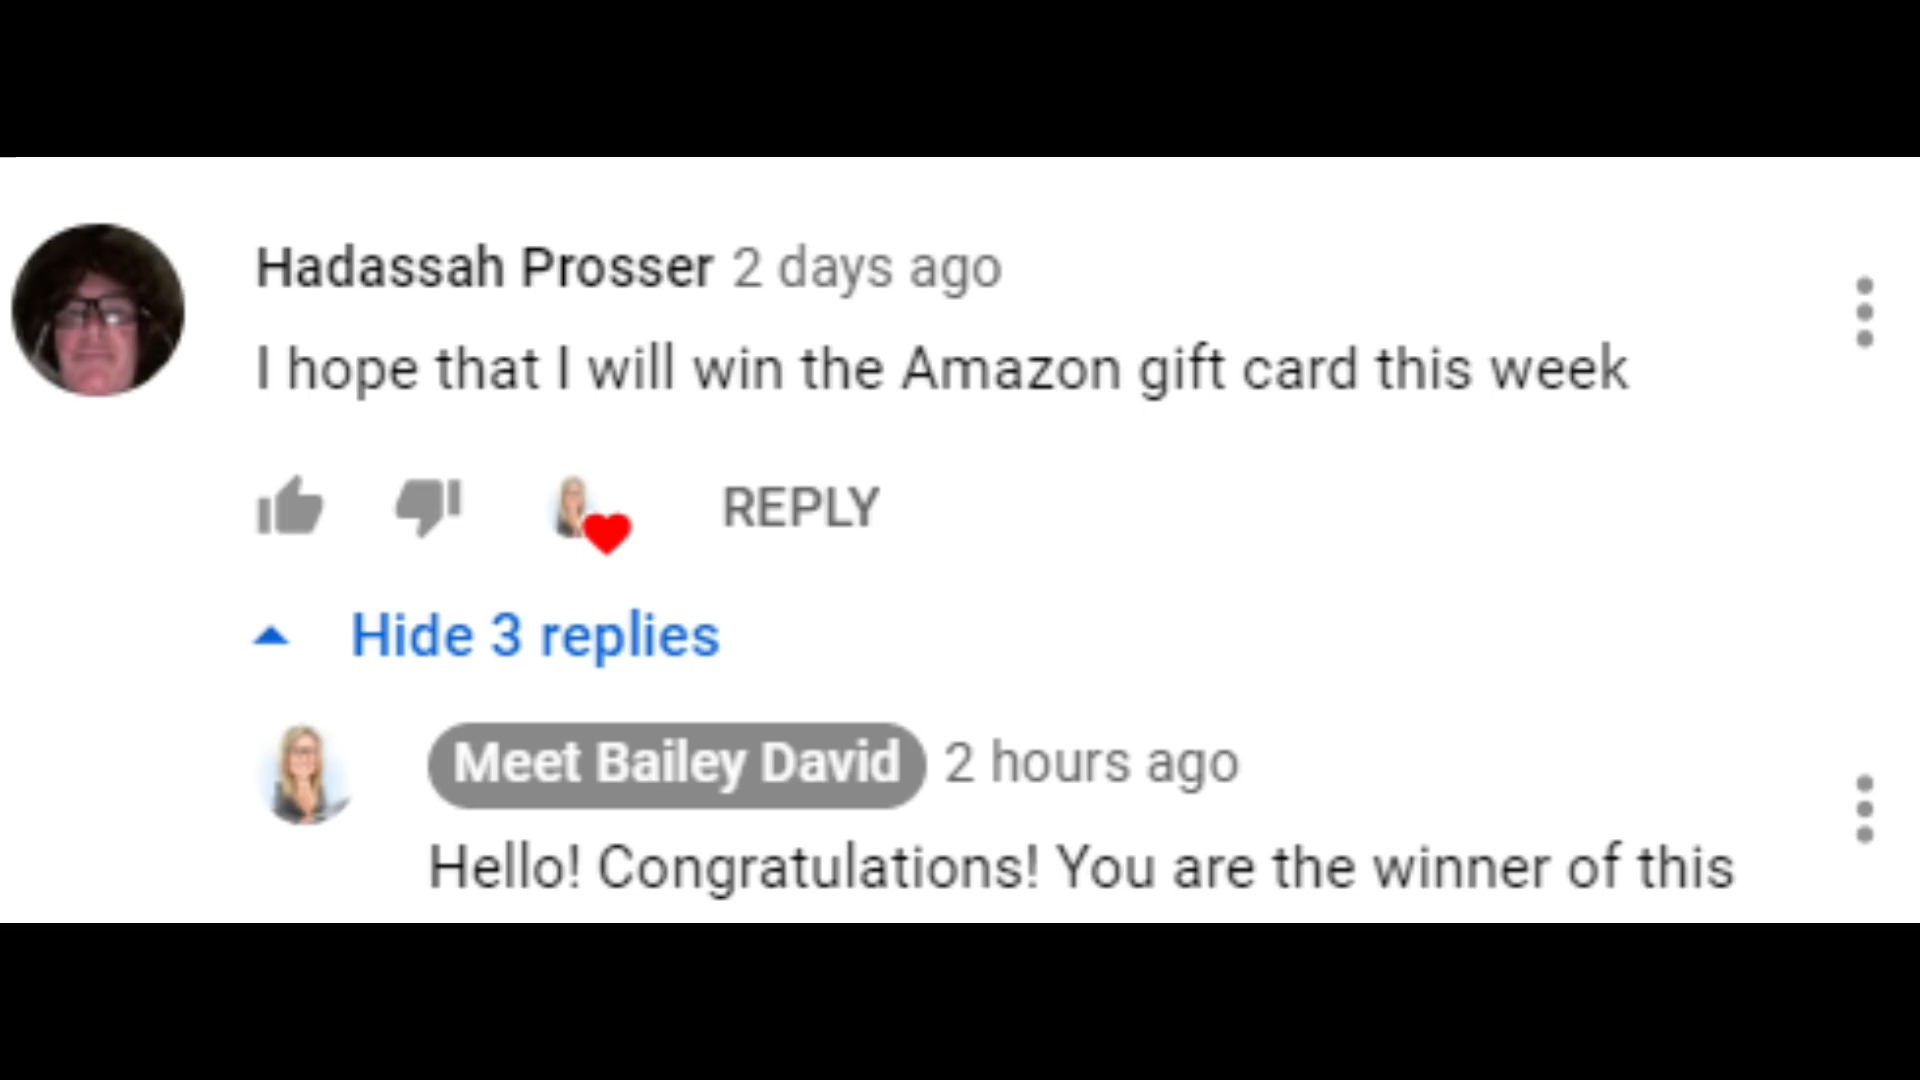 Hadassah Prosser 2 days ago
I hope that I will win the Amazon gift card this week
REPLY
Hide 3 replies
Meet Bailey David 2 hours ago
Hello! Congratulations! You are the winner of this